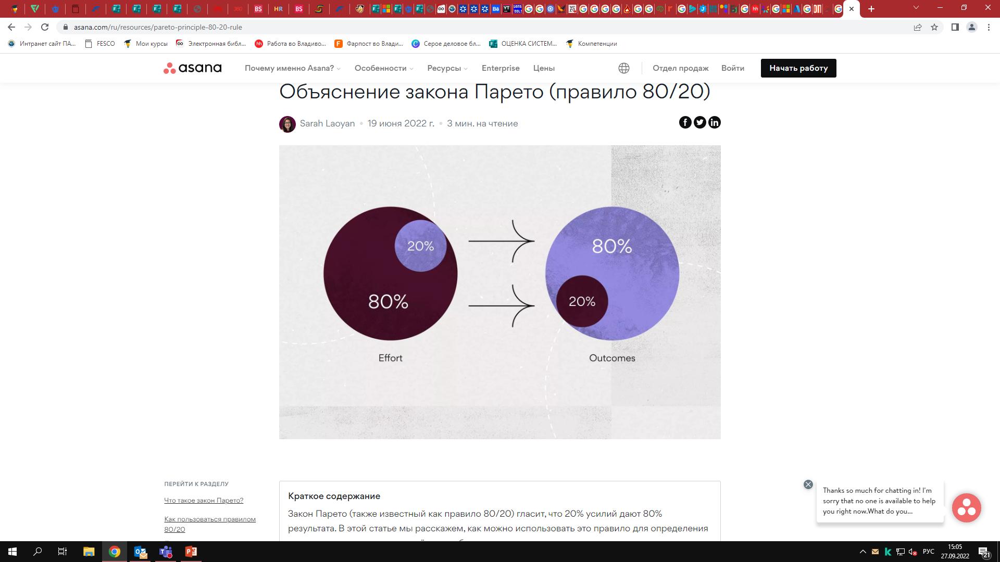 asana.com/ru/resources/pareto-principle-80-20-rule
Интранет сайт ПА...
FESCO
Мои курсы
Электронная библ...
Работа во Владиво...
Фарпост во Влади...
Серое деловое бл...
ОЦЕНКА СИСТЕМ...
Компетенции
asana
Почему именно Asana?
Особенности
Ресурсы
Enterprise
Цены
Отдел продаж
Войти
Начать работу
Объяснение закона Парето (правило 80/20)
Sarah Laoyan • 19 июня 2022 г. • 3 мин. на чтение
20%
80%
80%
20%
Effort
Outcomes
ПЕРЕЙТИ К РАЗДЕЛУ
Что такое закон Парето?
Как пользоваться правилом
80/20
Краткое содержание
Закон Парето (также известный как правило 80/20) гласит, что 20% усилий дают 80%
результата. В этой статье мы расскажем, как можно использовать это правило для определения
Thanks so much for chatting in! I'm
sorry that no one is available to help
you right now.What do you...
РУС
15:05
27.09.2022
21